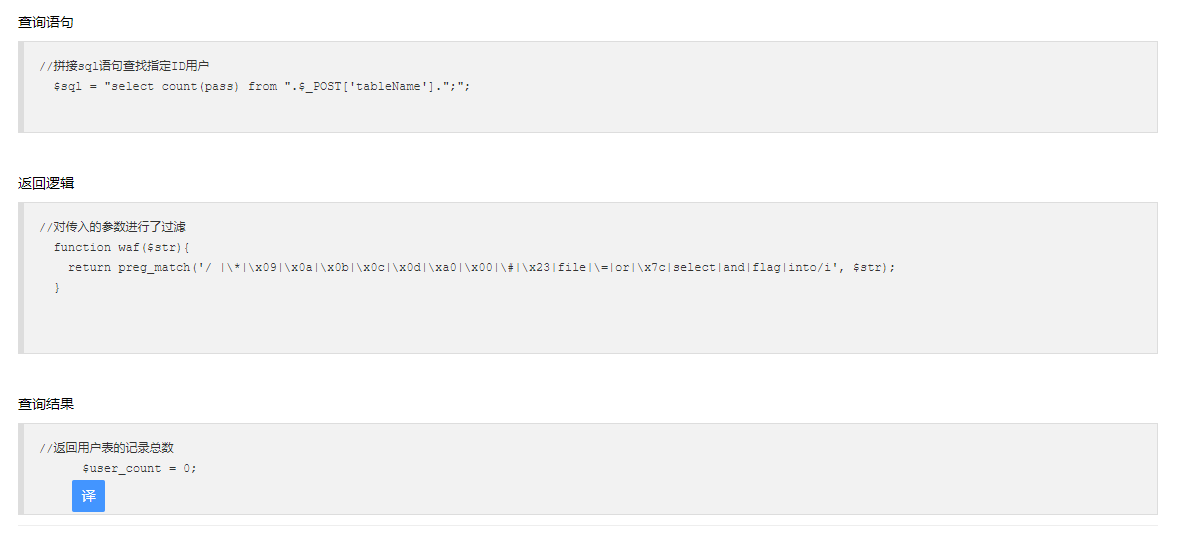 查询语句
//拼接sql语句查找指定ID用户
$sql = "select count(pass) from ".$_POST['tableName'].";";
返回逻辑
//对传入的参数进行了过滤
function waf($str){
return preg_match('/ |\*|\x09|\x0a|\x0b|\x0c|\x0d|\xa0|\x00|\#|\x23|file|\=|or|\x7c|select|and|flag|into/i', $str);
}
查询结果
//返回用户表的记录总数
$user_count = 0;
译